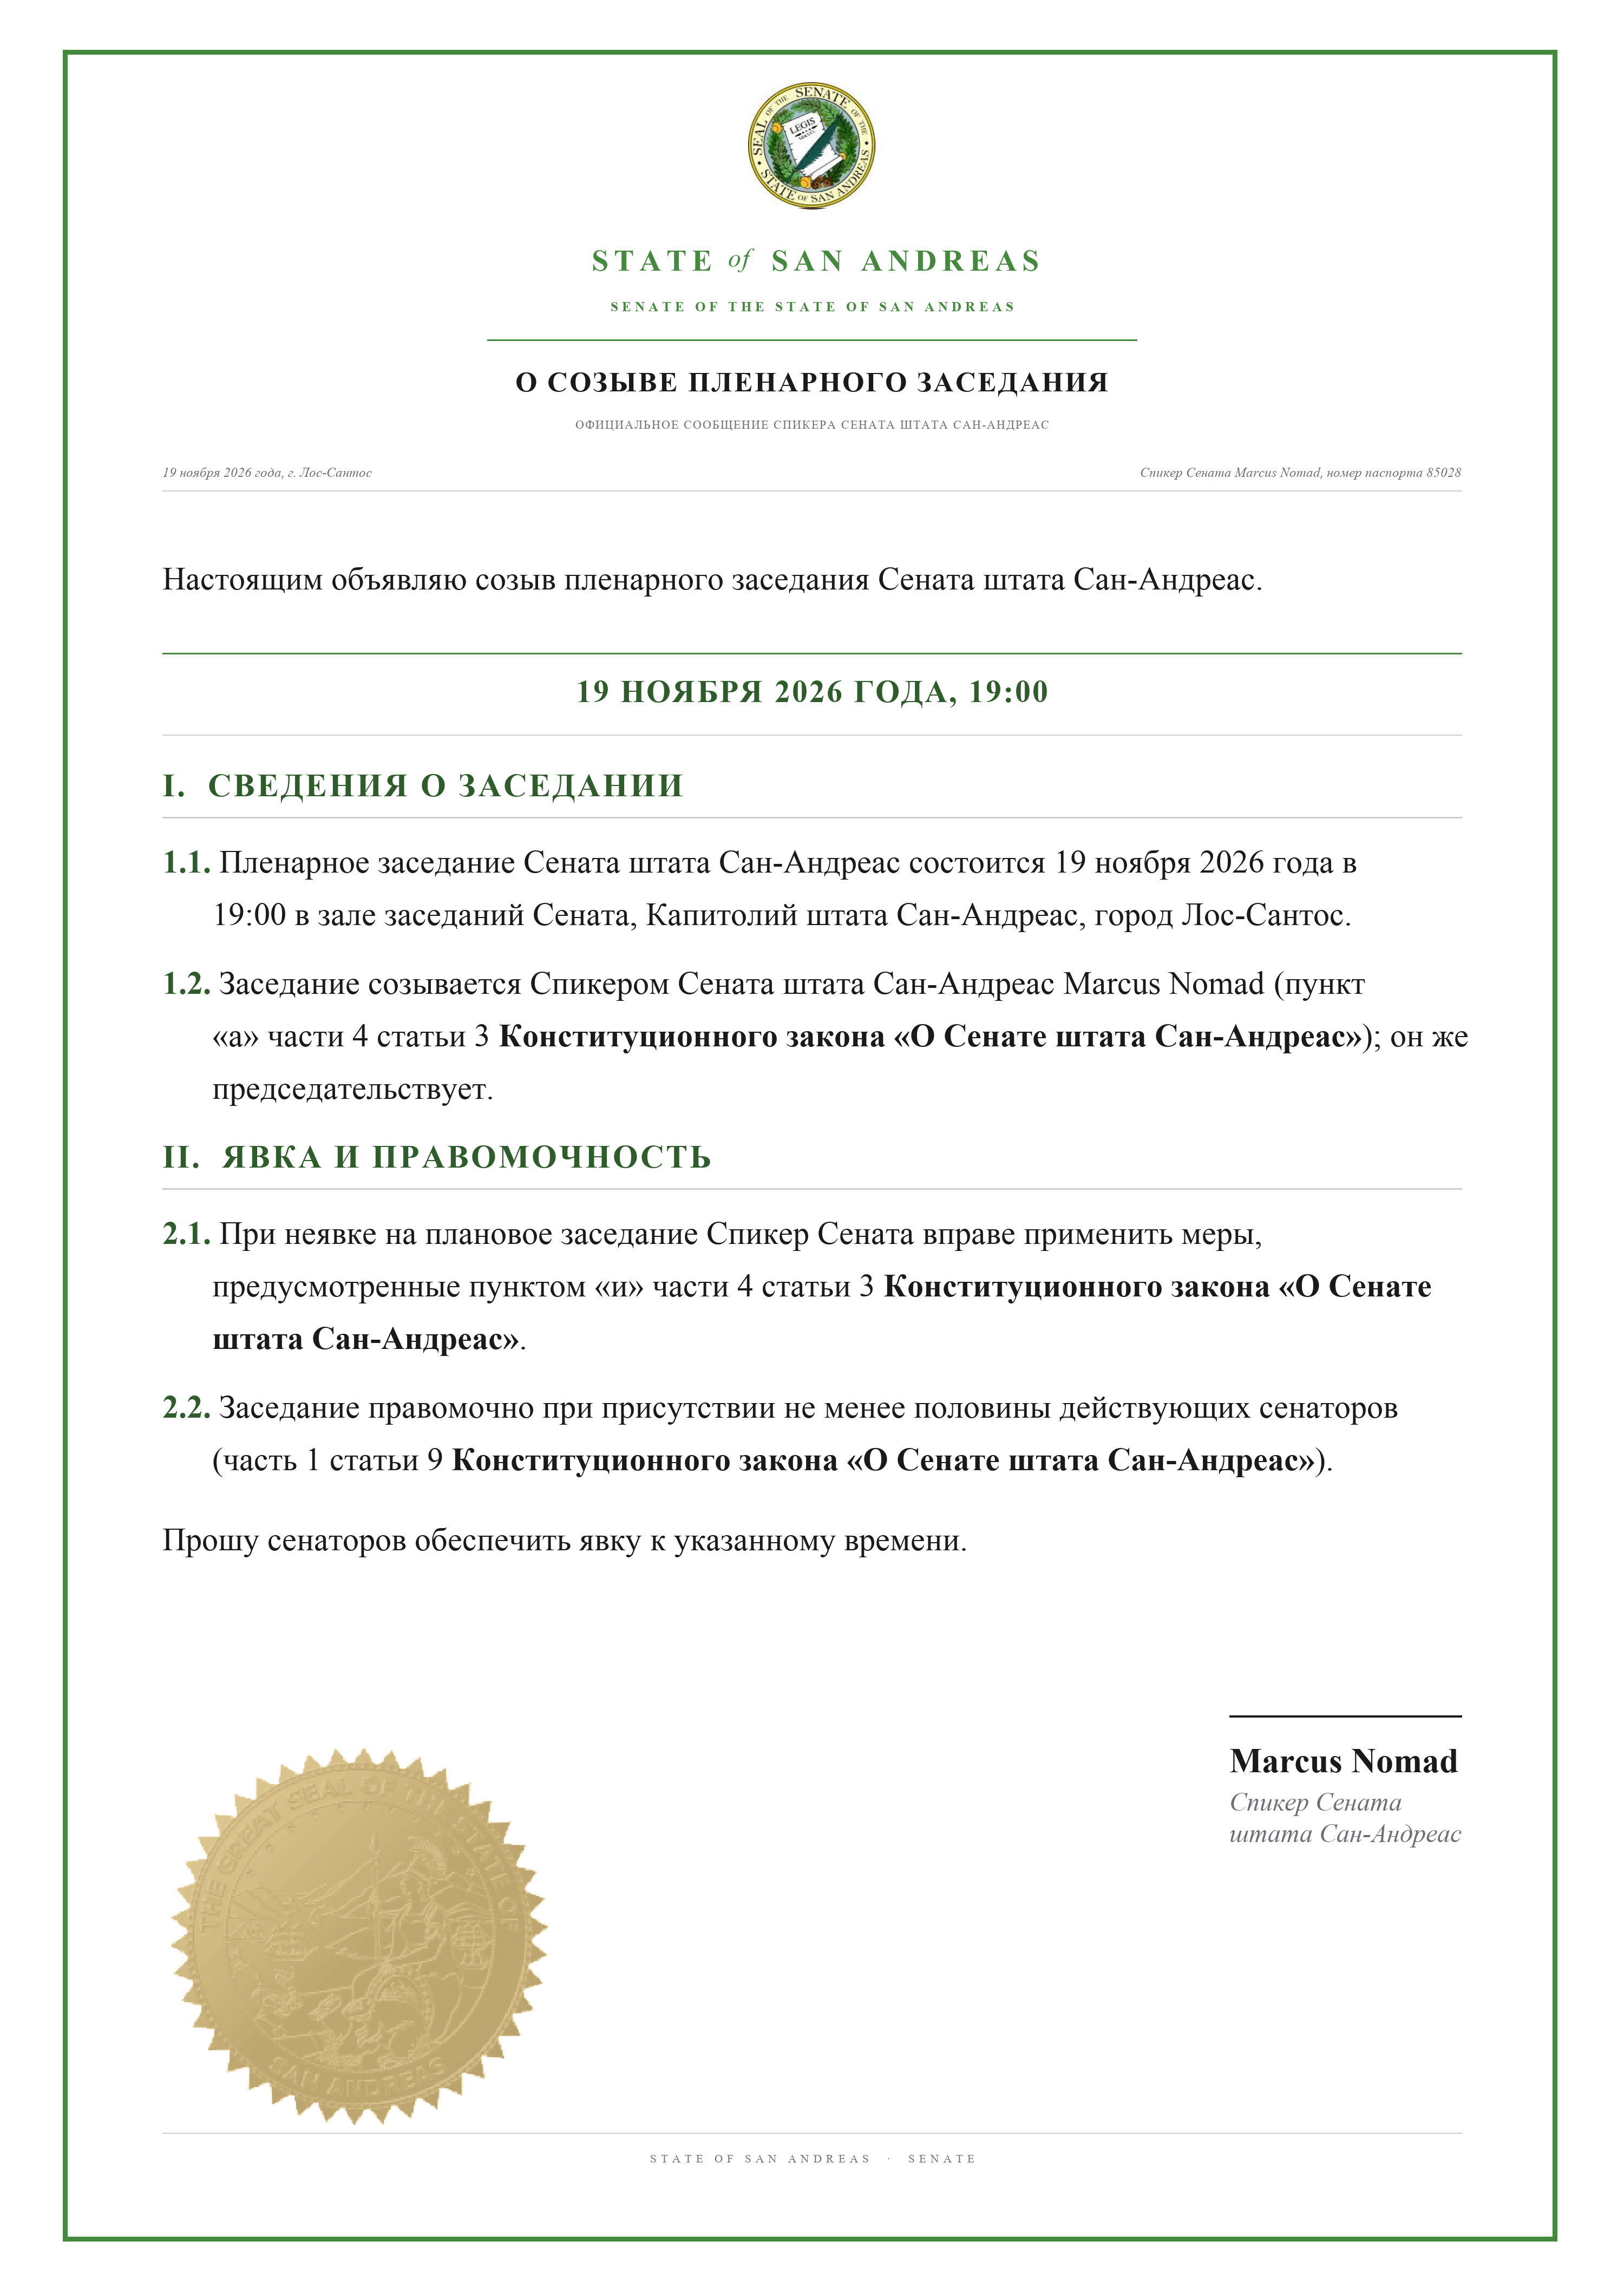 SEAL OF THE SENATE OF THE
STATE OF SAN ANDREAS
LEGIS
STATE of SAN ANDREAS
SENATE OF THE STATE OF SAN ANDREAS
О СОЗЫВЕ ПЛЕНАРНОГО ЗАСЕДАНИЯ
ОФИЦИАЛЬНОЕ СООБЩЕНИЕ СПИКЕРА СЕНАТА ШТАТА САН-АНДРЕАС
19 ноября 2026 года, г. Лос-Сантос
Спикер Сената Marcus Nomad, номер паспорта 85028
Настоящим объявляю созыв пленарного заседания Сената штата Сан-Андреас.
19 НОЯБРЯ 2026 ГОДА, 19:00
I. СВЕДЕНИЯ О ЗАСЕДАНИИ
1.1. Пленарное заседание Сената штата Сан-Андреас состоится 19 ноября 2026 года в
19:00 в зале заседаний Сената, Капитолий штата Сан-Андреас, город Лос-Сантос.
1.2. Заседание созывается Спикером Сената штата Сан-Андреас Marcus Nomad (пункт
«а» части 4 статьи 3 Конституционного закона «О Сенате штата Сан-Андреас»); он же
председательствует.
II. ЯВКА И ПРАВОМОЧНОСТЬ
2.1. При неявке на плановое заседание Спикер Сената вправе применить меры,
предусмотренные пунктом «и» части 4 статьи 3 Конституционного закона «О Сенате
штата Сан-Андреас».
2.2. Заседание правомочно при присутствии не менее половины действующих сенаторов
(часть 1 статьи 9 Конституционного закона «О Сенате штата Сан-Андреас»).
Прошу сенаторов обеспечить явку к указанному времени.
Marcus Nomad
Спикер Сената
штата Сан-Андреас
THE GREAT SEAL OF THE STATE OF
SAN ANDREAS
STATE OF SAN ANDREAS · SENATE